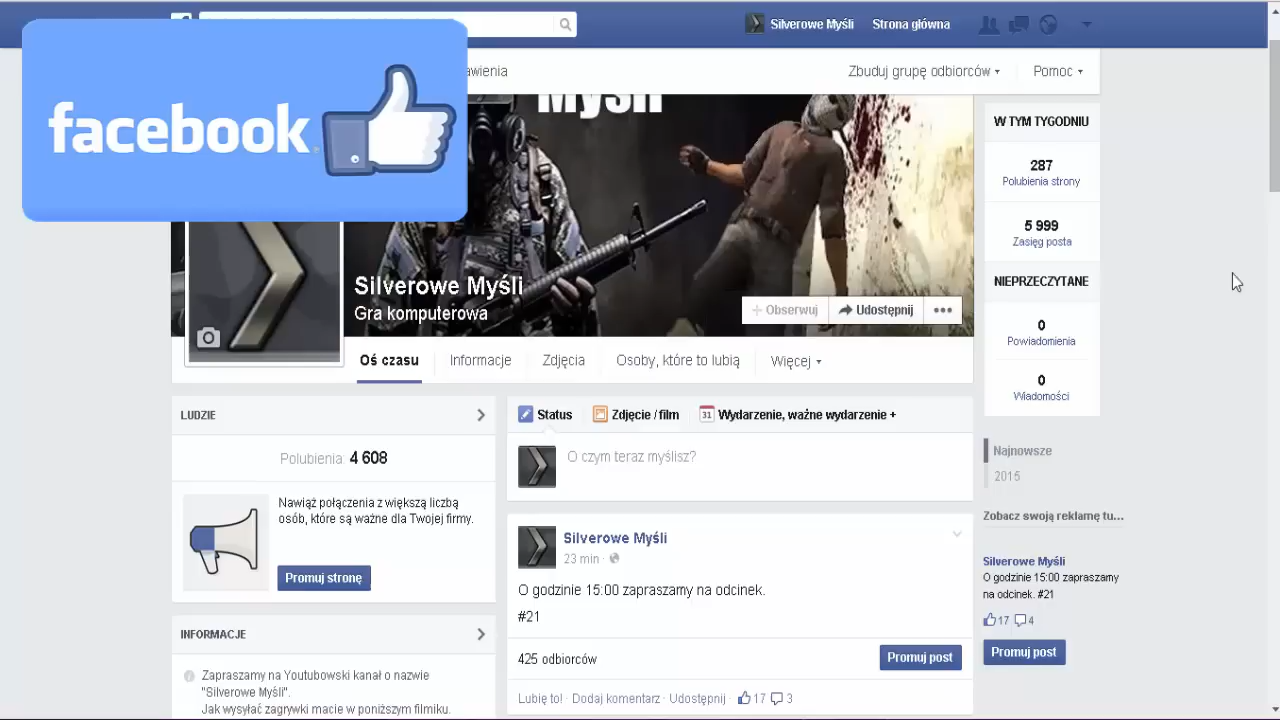 facebook
Silverowe Myśli Strona główna
awienia Zbuduj grupę odbiorców Pomoc
Myśli
Silverowe Myśli
Gra komputerowa
+ Obserwuj Udostępnij •••
Oś czasu Informacje Zdjęcia Osoby, które to lubią Więcej
W TYM TYGODNIU
287
Polubienia strony
5 999
Zasięg posta
NIEPRZECZYTANE
0
Powiadomienia
0
Wiadomości
Najnowsze
2015
LUDZIE
Polubienia: 4 608
Nawiąż połączenia z większą liczbą
osób, które są ważne dla Twojej firmy.
Promuj stronę
INFORMACJE
Zapraszamy na Youtubowski kanał o nazwie
"Silverowe Myśli".
Jak wysyłać zagrywki macie w poniższym filmiku.
Status Zdjęcie / film 31 Wydarzenie, ważne wydarzenie +
O czym teraz myślisz?
Silverowe Myśli
23 min ·
O godzinie 15:00 zapraszamy na odcinek.
#21
425 odbiorców Promuj post
Lubię to! · Dodaj komentarz · Udostępnij · 17 3
Zobacz swoją reklamę tu...
Silverowe Myśli
O godzinie 15:00 zapraszamy
na odcinek. #21
17 4
Promuj post